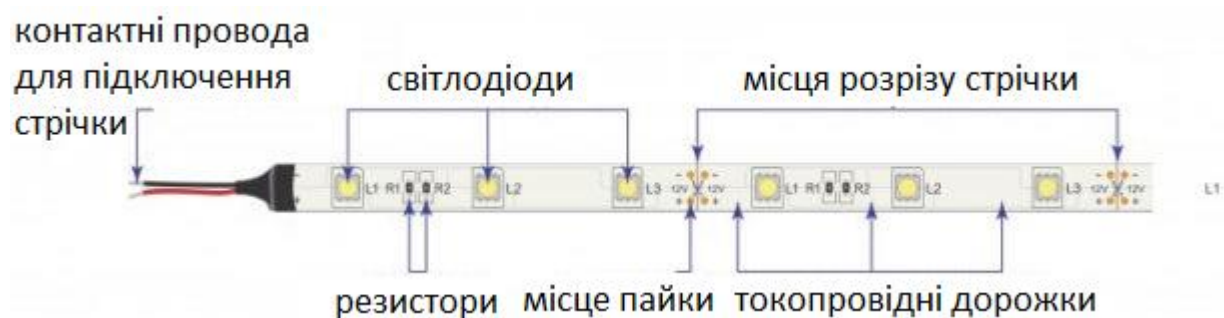 контактні провода
для підключення
стрічки
світлодіоди
місця розрізу стрічки
L1 R1 R2 L2 L3 12V 12V L1 R1 R2 L2 L3 12V 12V L1
резистори місце пайки токопровідні дорожки